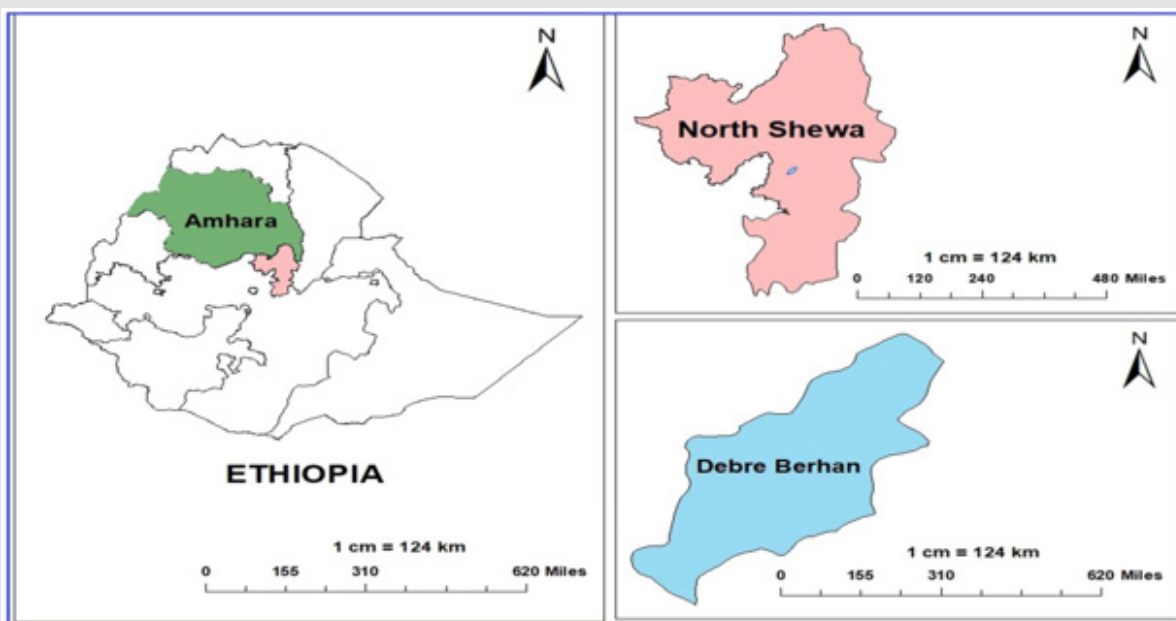 N
Amhara
ETHIOPIA
1 cm = 124 km
0 155 310 620 Miles
N
North Shewa
1 cm = 124 km
0 120 240 480 Miles
N
Debre Berhan
1 cm = 124 km
0 155 310 620 Miles